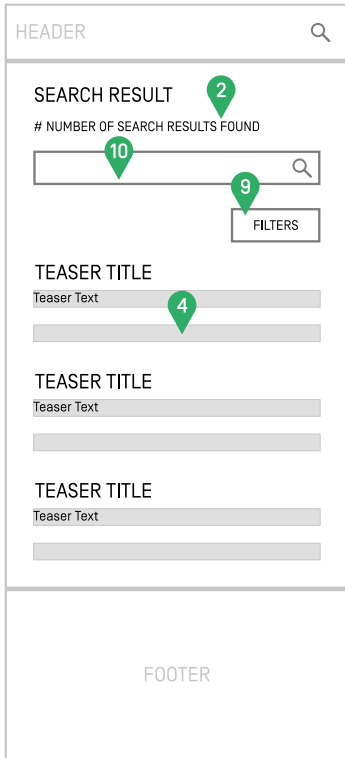 HEADER
SEARCH RESULT
2
# NUMBER OF SEARCH RESULTS FOUND
10
9
FILTERS
TEASER TITLE
Teaser Text
4
TEASER TITLE
Teaser Text
TEASER TITLE
Teaser Text
FOOTER